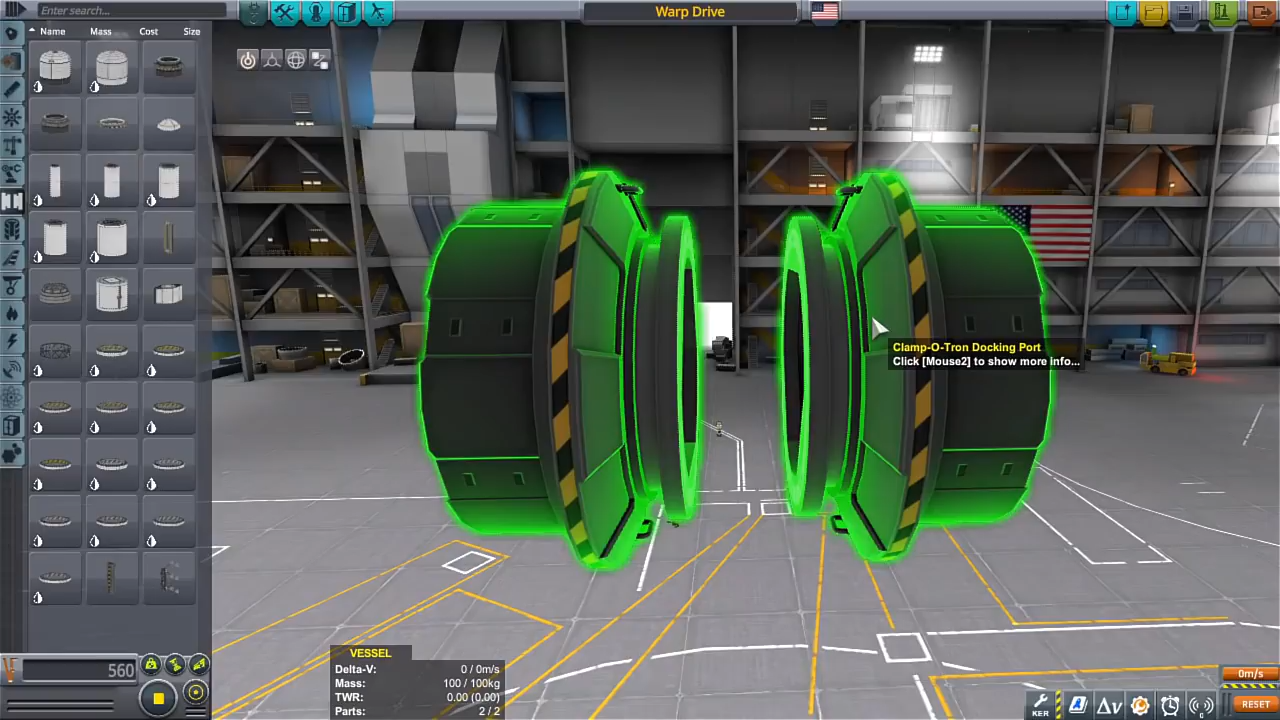 Enter search...
Warp Drive
Name Mass Cost Size
Clamp-O-Tron Docking Port
Click [Mouse2] to show more info...
VESSEL
Delta-V: 0 / 0m/s
Mass: 100 / 100kg
TWR: 0.00 (0.00)
Parts: 2 / 2
560
0m/s
KER
Δv
RESET